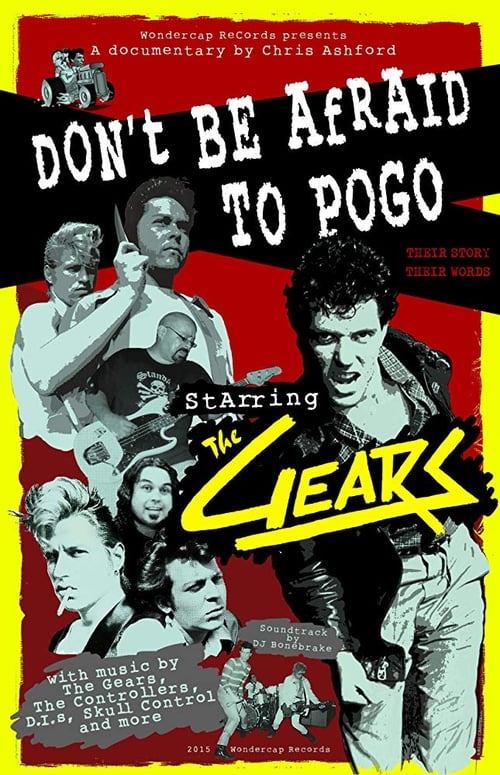 Wondercap ReCords presents
A documentary by Chris Ashford
DON't BE AfRAID
TO POGO
THEIR STORY
THEIR WORDS
Stands
StArring
The
GEARS
Soundtrack
by
DJ Bonebrake
with music by
The Gears,
The Controllers,
D.I.s, Skull Control
and more
2015 Wondercap Records